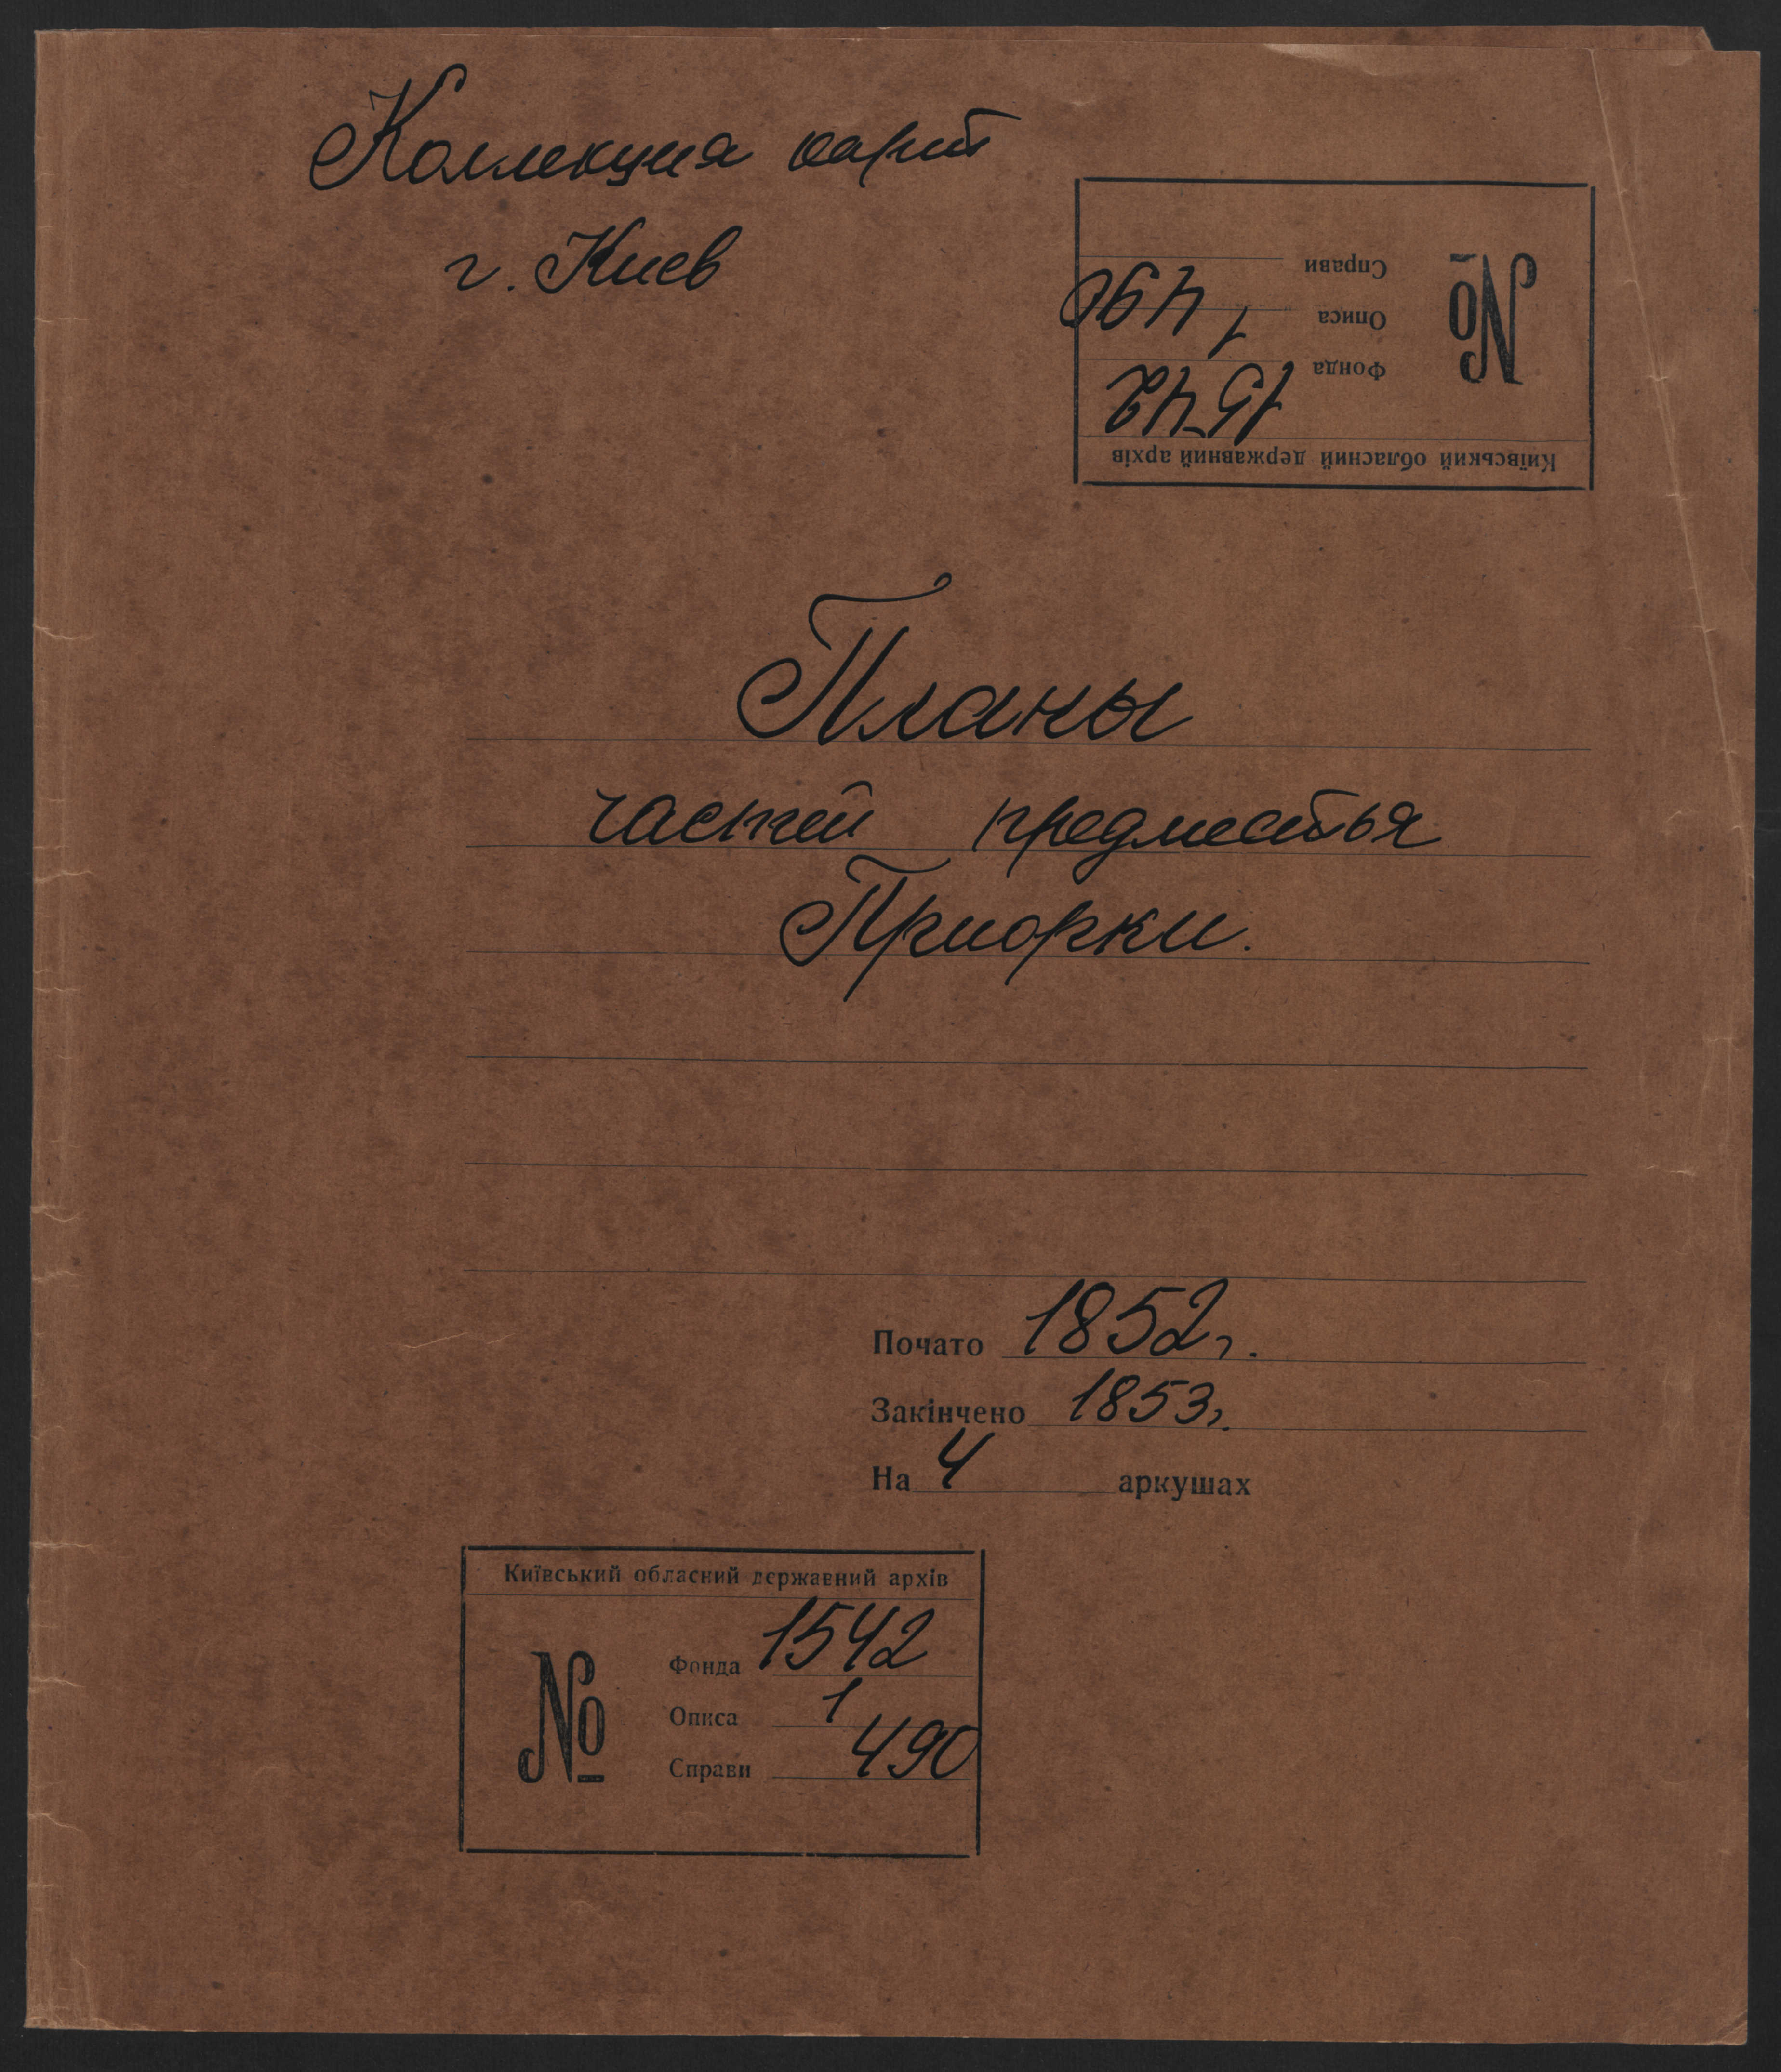 Коллекция карт
г. Киев
Київський обласний державний архів
№
Фонда 1542
Описа 1
Справи 490
Планы
частей предместья
Приорки.
Почато 1852 г.
Закінчено 1853 г.
На 4 аркушах
Київський обласний державний архів
№
Фонда 1542
Описа 1
Справи 490